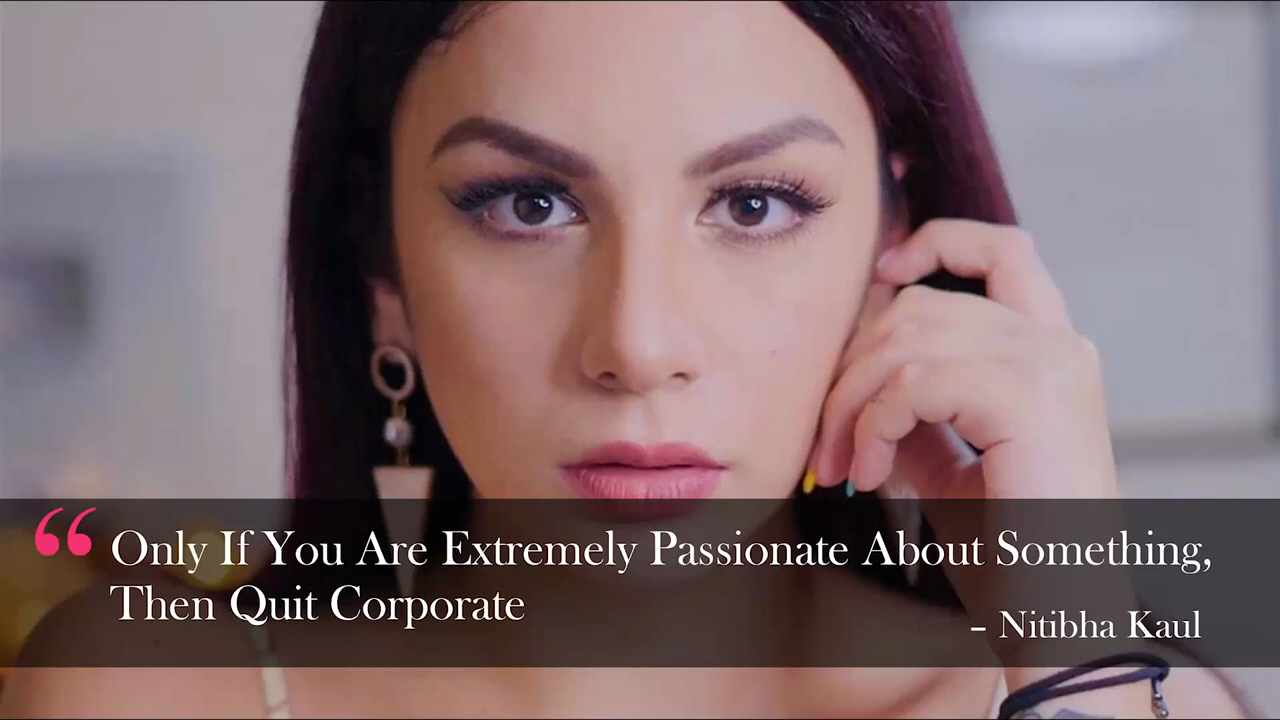 “Only If You Are Extremely Passionate About Something,
Then Quit Corporate
– Nitibha Kaul